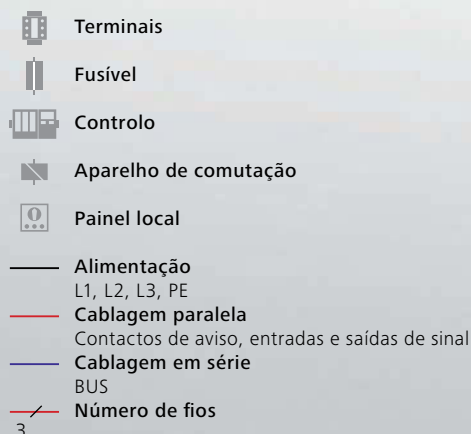 Terminais
Fusível
Controlo
Aparelho de comutação
Painel local
Alimentação
L1, L2, L3, PE
Cablagem paralela
Contactos de aviso, entradas e saídas de sinal
Cablagem em série
BUS
Número de fios
3